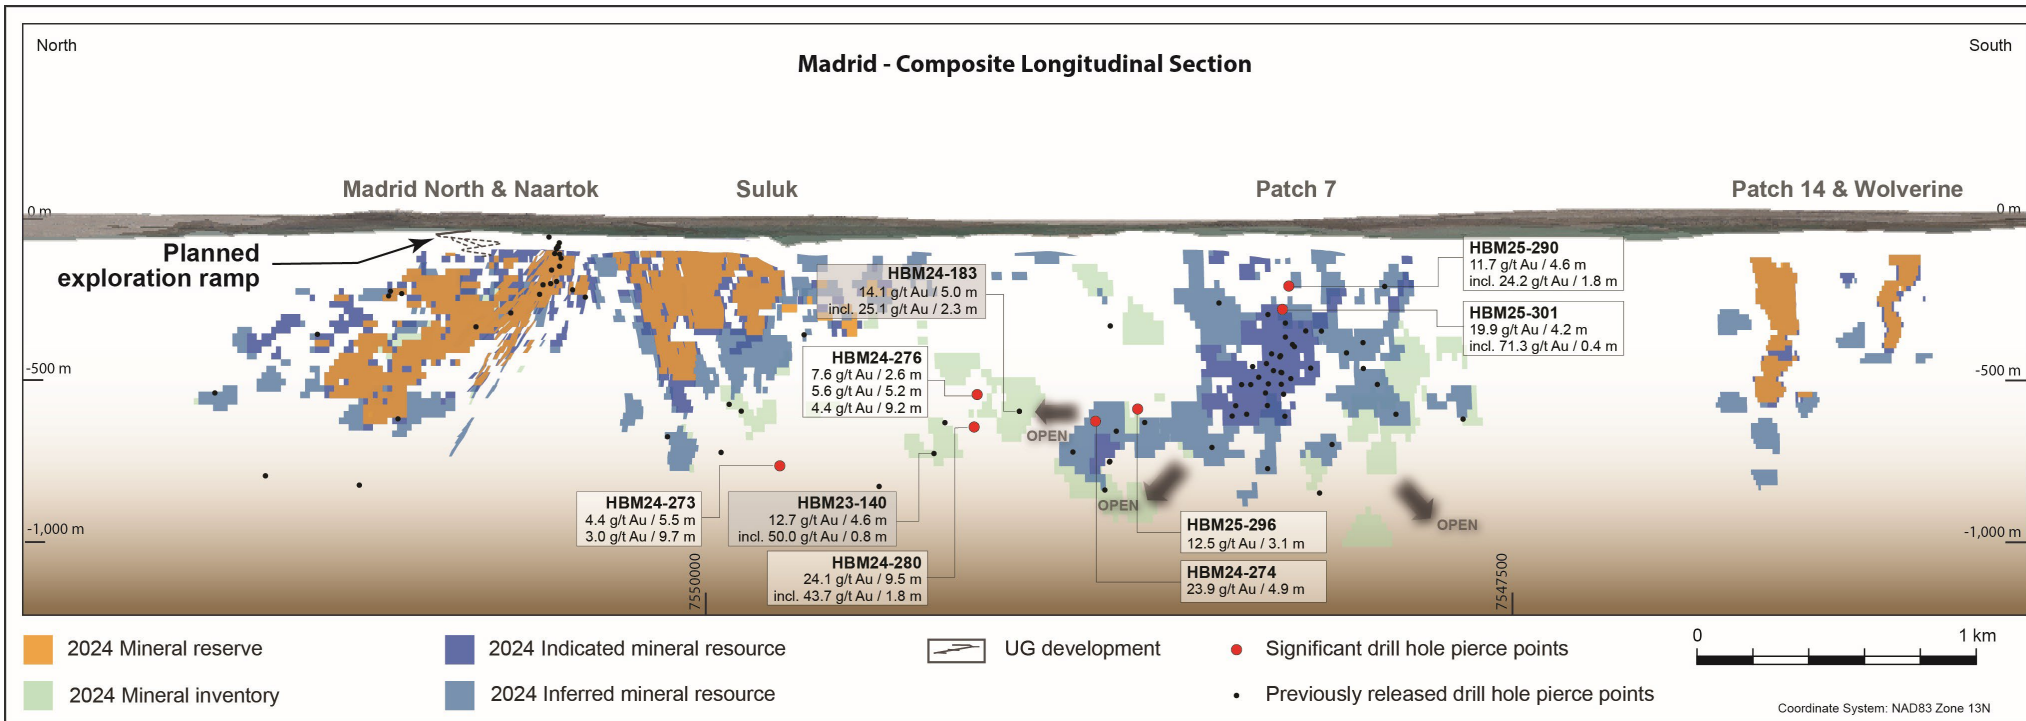 North
South
Madrid - Composite Longitudinal Section
Madrid North & Naartok
Suluk
Patch 7
Patch 14 & Wolverine
0 m
0 m
Planned
exploration ramp
HBM24-183
14.1 g/t Au / 5.0 m
incl. 25.1 g/t Au / 2.3 m
HBM25-290
11.7 g/t Au / 4.6 m
incl. 24.2 g/t Au / 1.8 m
HBM25-301
19.9 g/t Au / 4.2 m
incl. 71.3 g/t Au / 0.4 m
HBM24-276
7.6 g/t Au / 2.6 m
5.6 g/t Au / 5.2 m
4.4 g/t Au / 9.2 m
-500 m
-500 m
OPEN
OPEN
OPEN
HBM24-273
4.4 g/t Au / 5.5 m
3.0 g/t Au / 9.7 m
HBM23-140
12.7 g/t Au / 4.6 m
incl. 50.0 g/t Au / 0.8 m
HBM25-296
12.5 g/t Au / 3.1 m
-1,000 m
-1,000 m
HBM24-280
24.1 g/t Au / 9.5 m
incl. 43.7 g/t Au / 1.8 m
HBM24-274
23.9 g/t Au / 4.9 m
7550000
7547500
2024 Mineral reserve
2024 Indicated mineral resource
UG development
Significant drill hole pierce points
0
1 km
2024 Mineral inventory
2024 Inferred mineral resource
Previously released drill hole pierce points
Coordinate System: NAD83 Zone 13N